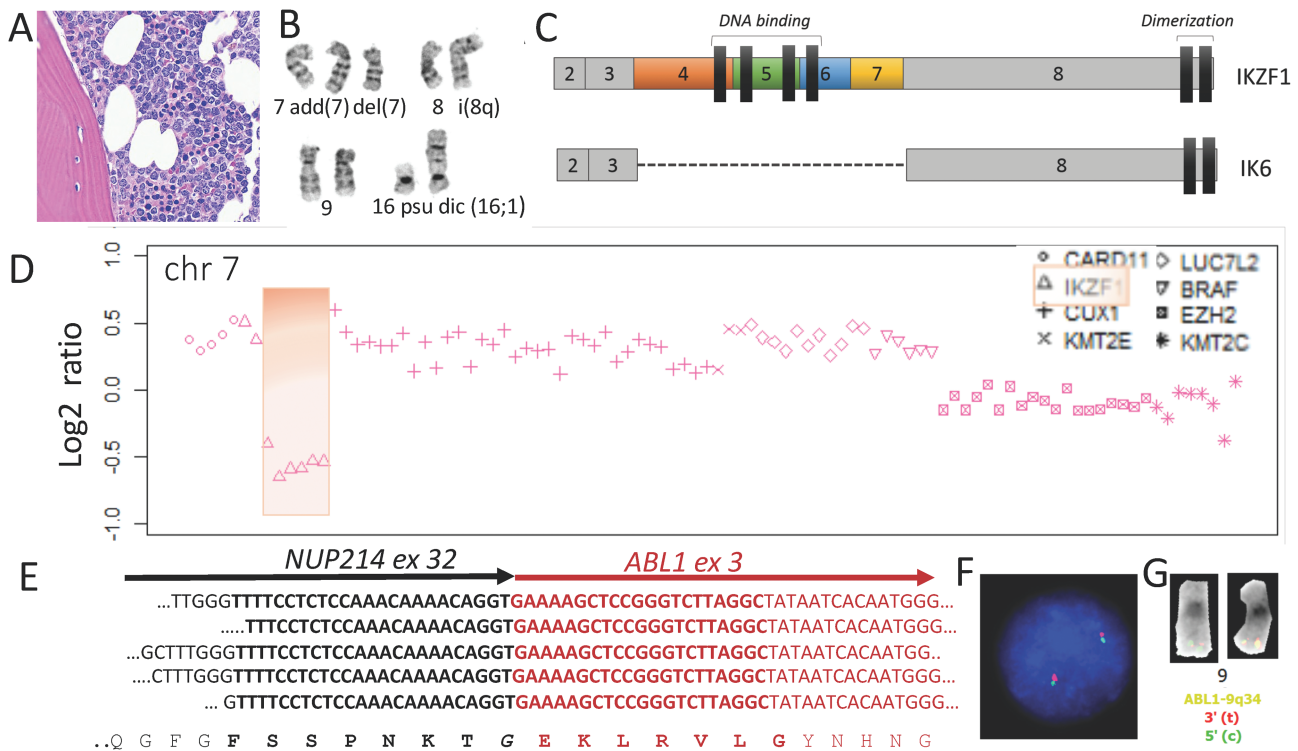 A
B
7 add(7) del(7) 8 i(8q)
9 16 psu dic (16;1)
C
DNA binding Dimerization
2 3 4 5 6 7 8 IKZF1
2 3 8 IK6
D
chr 7
Log2 ratio
1.0
0.5
0.0
-0.5
-1.0
CARD11 LUC7L2
IKZF1 BRAF
CUX1 EZH2
KMT2E KMT2C
E
NUP214 ex 32 ABL1 ex 3
...TTGGGTTTTCCTCTCCAAACAAAACAGGTGAAAAGCTCCGGGTCTTAGGCTATAATCACAATGGG...
.....TTTCCTCTCCAAACAAAACAGGTGAAAAGCTCCGGGTCTTAGGCTATAATCACAATGGG...
...GCTTTGGGTTTTCCTCTCCAAACAAAACAGGTGAAAAGCTCCGGGTCTTAGGCTATAATCACAATGGG..
....CTTTGGGTTTTCCTCTCCAAACAAAACAGGTGAAAAGCTCCGGGTCTTAGGCTATAATCACAATGGG...
... GTTTTCCTCTCCAAACAAAACAGGTGAAAAGCTCCGGGTCTTAGGCTATAATCACAATGGG...
..Q G F G F S S P N K T G E K L R V L G Y N H N G
F
G
9
ABL1-9q34
3' (t)
5' (c)